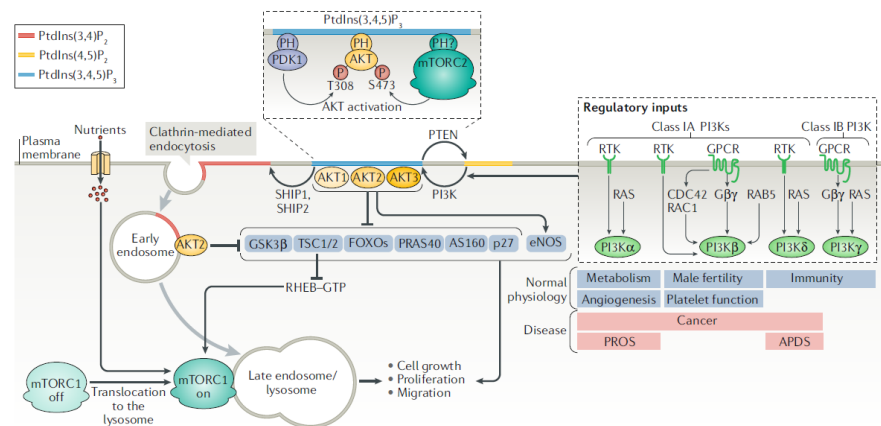 PtdIns(3,4)P2
PtdIns(4,5)P2
PtdIns(3,4,5)P3
PtdIns(3,4,5)P3
PH
PDK1
PH
AKT
P
P
T308
S473
PH?
mTORC2
AKT activation
Plasma
membrane
Nutrients
Clathrin-mediated
endocytosis
SHIP1,
SHIP2
AKT1
AKT2
AKT3
PTEN
PI3K
Early
endosome
AKT2
GSK3β
TSC1/2
FOXOs
PRAS40
AS160
p27
eNOS
RHEB–GTP
mTORC1
off
Translocation
to the
lysosome
mTORC1
on
Late endosome/
lysosome
• Cell growth
• Proliferation
• Migration
Regulatory inputs
Class IA PI3Ks
Class IB PI3K
RTK
RTK
GPCR
RTK
GPCR
RAS
CDC42
RAC1
Gβγ
RAB5
RAS
Gβγ
RAS
PI3Kα
PI3Kβ
PI3Kδ
PI3Kγ
Normal
physiology
Metabolism
Male fertility
Immunity
Angiogenesis
Platelet function
Disease
Cancer
PROS
APDS